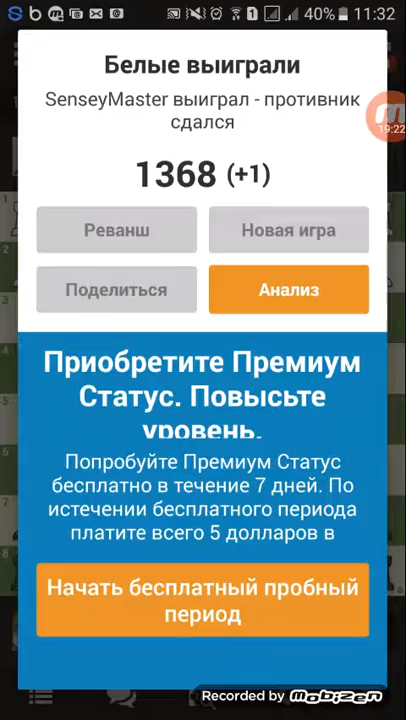 40% 11:32
Белые выиграли
SenseyMaster выиграл - противник
сдался
19:22
1368 (+1)
Реванш
Новая игра
Поделиться
Анализ
Приобретите Премиум
Статус. Повысьте
уровень.
Попробуйте Премиум Статус
бесплатно в течение 7 дней. По
истечении бесплатного периода
платите всего 5 долларов в
Начать бесплатный пробный
период
Recorded by mobizen